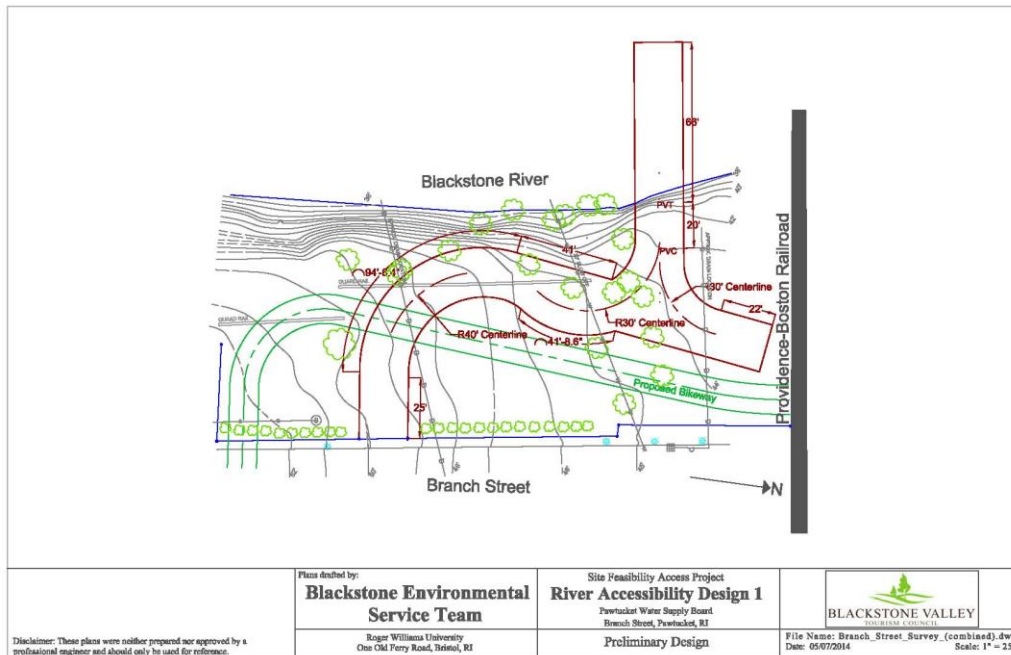 66'
Blackstone River
PVT
20'
PVC
41'
94'-8.4"
30' Centerline
22'
R40' Centerline
R30' Centerline
41'-8.6"
Proposed Bikeway
Providence-Boston Railroad
25'
Branch Street
N
Disclaimer: These plans were neither prepared nor approved by a
professional engineer and should only be used for reference.
Plans drafted by:
Blackstone Environmental
Service Team
Roger Williams University
One Old Ferry Road, Bristol, RI
Site Feasibility Access Project
River Accessibility Design 1
Pawtucket Water Supply Board
Branch Street, Pawtucket, RI
Preliminary Design
BLACKSTONE VALLEY
TOURISM COUNCIL
File Name: Branch_Street_Survey_(combined).dw
Date: 05/07/2014
Scale: 1" = 25